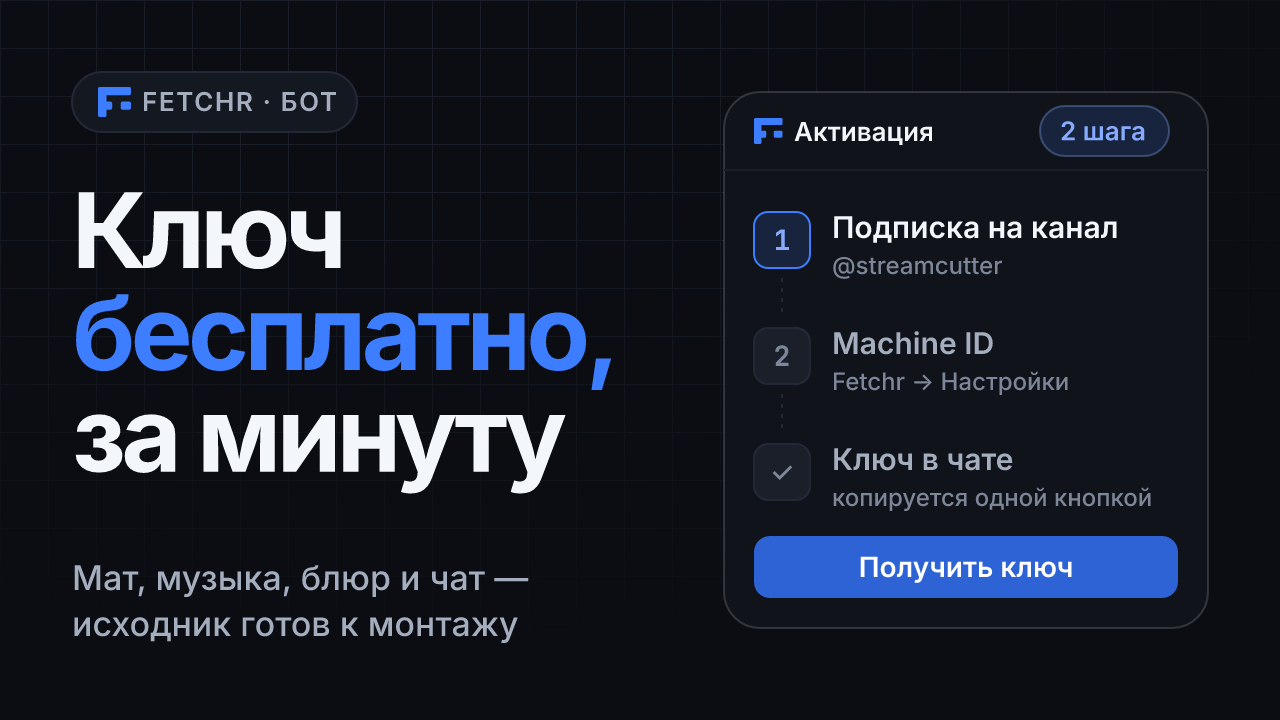 FETCHR · БОТ
Ключ
бесплатно,
за минуту
Мат, музыка, блюр и чат —
исходник готов к монтажу
Активация
2 шага
1
Подписка на канал
@streamcutter
2
Machine ID
Fetchr → Настройки
✓
Ключ в чате
копируется одной кнопкой
Получить ключ